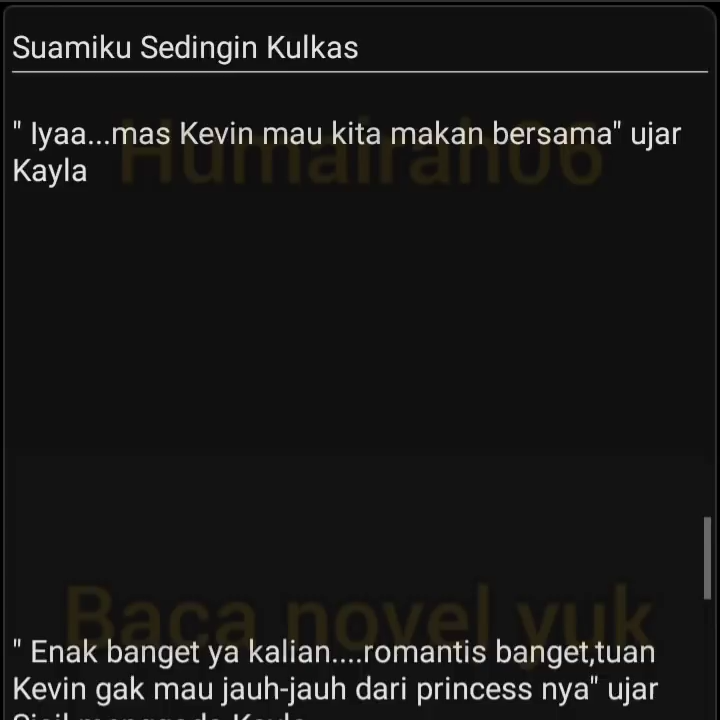 Suamiku Sedingin Kulkas
" Iyaa...mas Kevin mau kita makan bersama" ujar
Kayla
Humairah06
Baca novel yuk
" Enak banget ya kalian....romantis banget,tuan
Kevin gak mau jauh-jauh dari princess nya" ujar